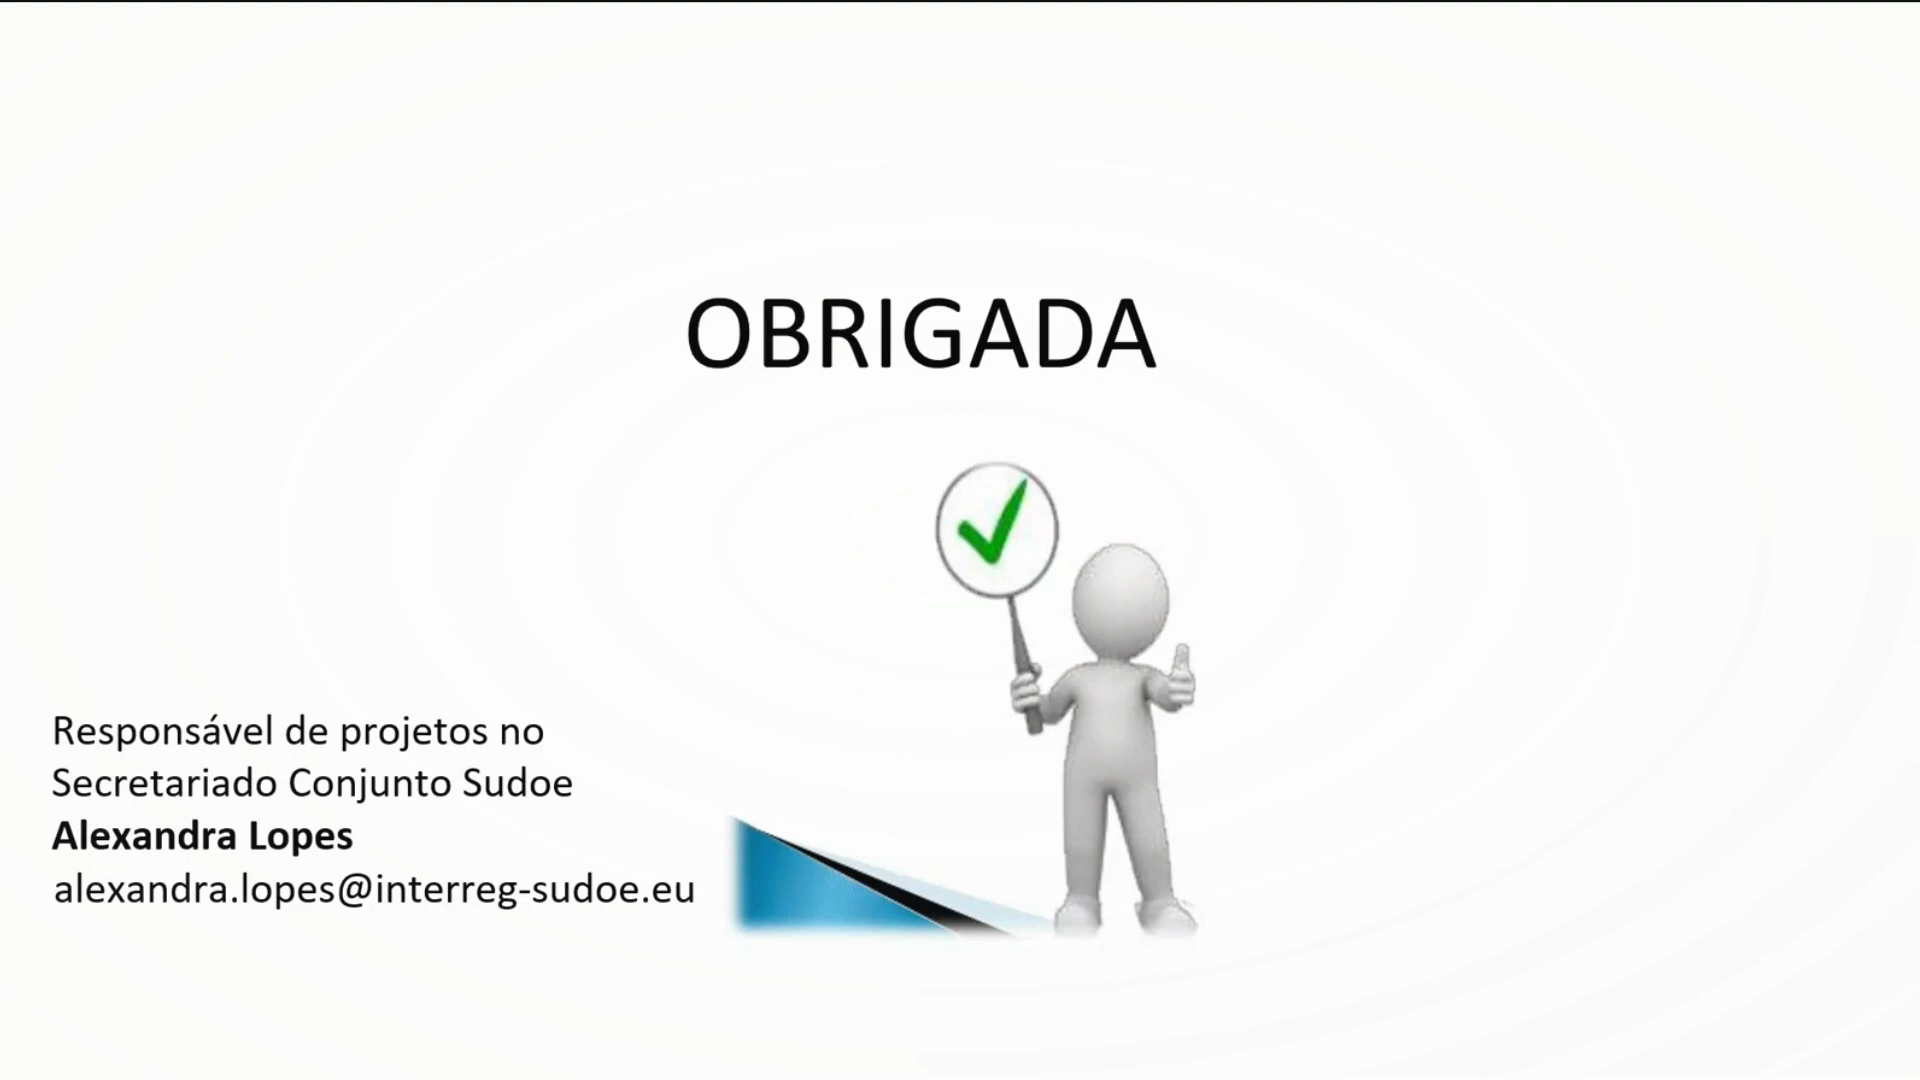 OBRIGADA
Responsável de projetos no
Secretariado Conjunto Sudoe
Alexandra Lopes
alexandra.lopes@interreg-sudoe.eu